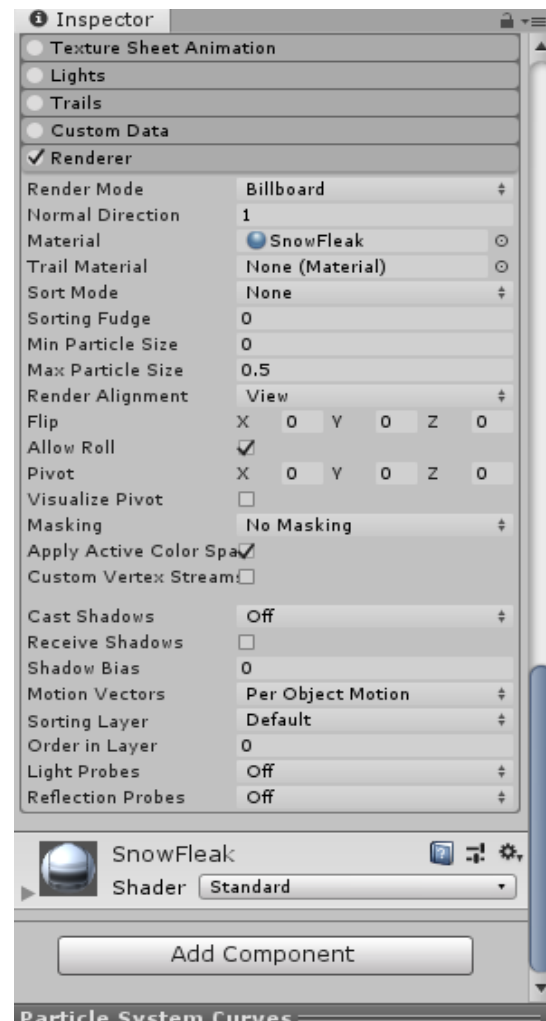 Inspector
Texture Sheet Animation
Lights
Trails
Custom Data
Renderer
Render Mode Billboard
Normal Direction 1
Material SnowFleak
Trail Material None (Material)
Sort Mode None
Sorting Fudge 0
Min Particle Size 0
Max Particle Size 0.5
Render Alignment View
Flip X 0 Y 0 Z 0
Allow Roll
Pivot X 0 Y 0 Z 0
Visualize Pivot
Masking No Masking
Apply Active Color Spa
Custom Vertex Stream
Cast Shadows Off
Receive Shadows
Shadow Bias 0
Motion Vectors Per Object Motion
Sorting Layer Default
Order in Layer 0
Light Probes Off
Reflection Probes Off
SnowFleak
Shader Standard
Add Component
Particle System Curves